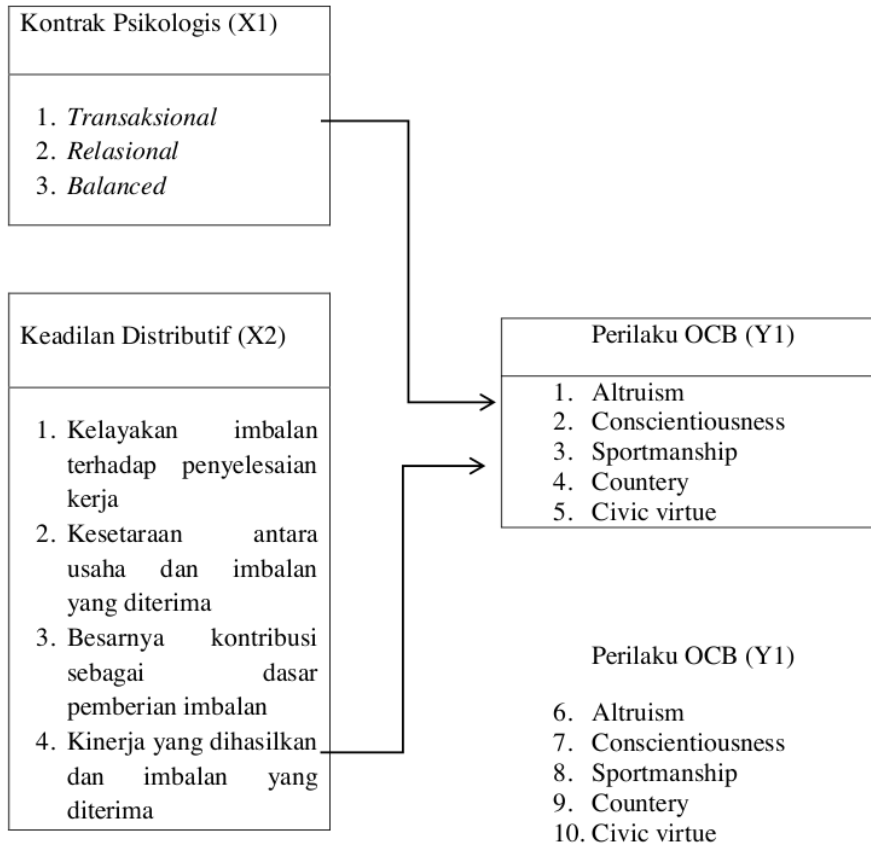 Kontrak Psikologis (X1)
1. Transaksional
2. Relasional
3. Balanced
Keadilan Distributif (X2)
1. Kelayakan imbalan
terhadap penyelesaian
kerja
2. Kesetaraan antara
usaha dan imbalan
yang diterima
3. Besarnya kontribusi
sebagai dasar
pemberian imbalan
4. Kinerja yang dihasilkan
dan imbalan yang
diterima
Perilaku OCB (Y1)
1. Altruism
2. Conscientiousness
3. Sportmanship
4. Countery
5. Civic virtue
Perilaku OCB (Y1)
6. Altruism
7. Conscientiousness
8. Sportmanship
9. Countery
10. Civic virtue